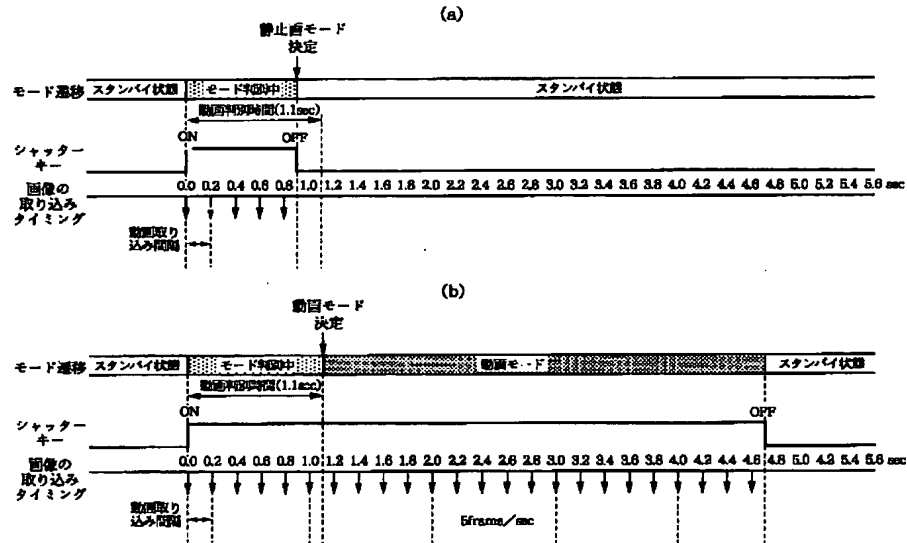 (a)
静止画モード
決定
モード遷移 スタンバイ状態 モード判別中 スタンバイ状態
動画判別時間(1.1sec)
ON OFF
シャッター
キー
0.0 0.2 0.4 0.6 0.8 1.0 1.2 1.4 1.6 1.8 2.0 2.2 2.4 2.6 2.8 3.0 3.2 3.4 3.6 3.8 4.0 4.2 4.4 4.6 4.8 5.0 5.2 5.4 5.6 sec
画像の
取り込み
タイミング
動画取り
込み間隔
(b)
動画モード
決定
モード遷移 スタンバイ状態 モード判別中 動画モード スタンバイ状態
動画判別時間(1.1sec)
ON OFF
シャッター
キー
0.0 0.2 0.4 0.6 0.8 1.0 1.2 1.4 1.6 1.8 2.0 2.2 2.4 2.6 2.8 3.0 3.2 3.4 3.6 3.8 4.0 4.2 4.4 4.6 4.8 5.0 4.2 5.4 5.6 sec
画像の
取り込み
タイミング
動画取り
込み間隔
5frams/sec